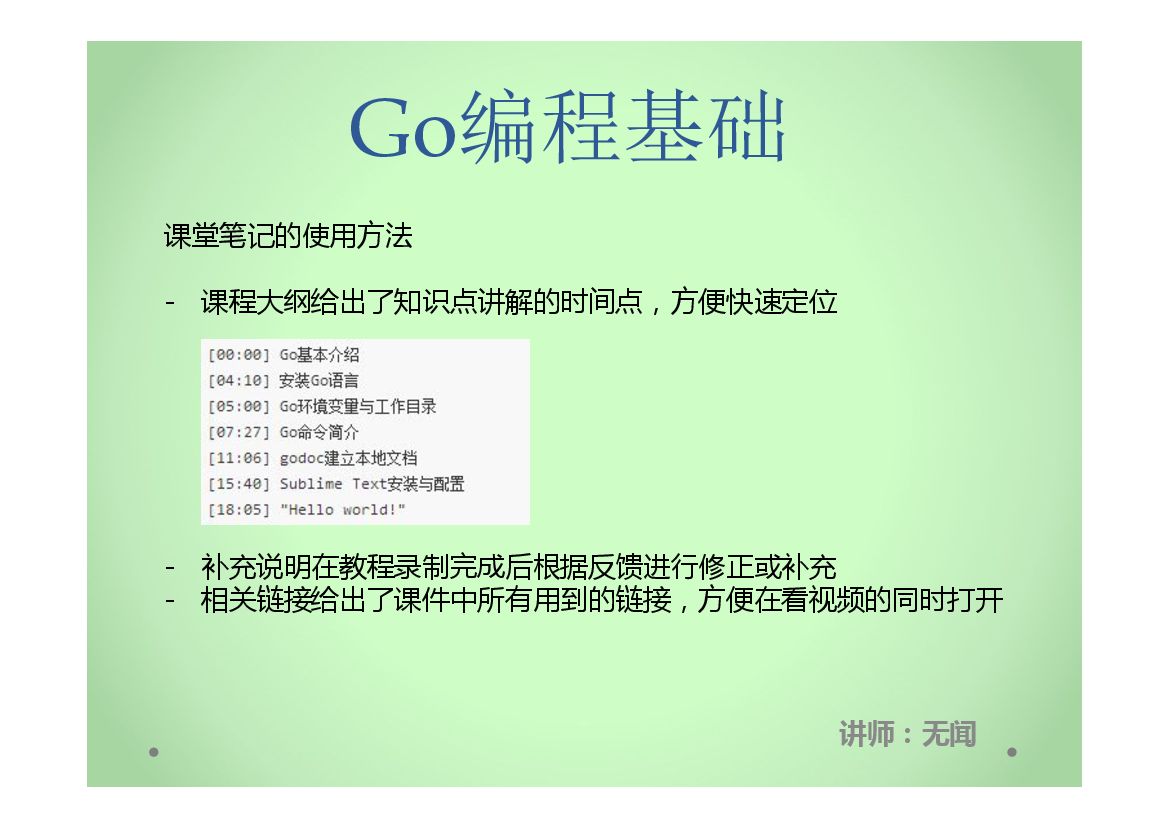 Go编程基础
课堂笔记的使用方法
- 课程大纲给出了知识点讲解的时间点，方便快速定位
[00:00] Go基本介绍
[04:10] 安装Go语言
[05:00] Go环境变量与工作目录
[07:27] Go命令简介
[11:06] godoc建立本地文档
[15:40] Sublime Text安装与配置
[18:05] "Hello world!"
- 补充说明在教程录制完成后根据反馈进行修正或补充
- 相关链接给出了课件中所有用到的链接，方便在看视频的同时打开
讲师：无闻